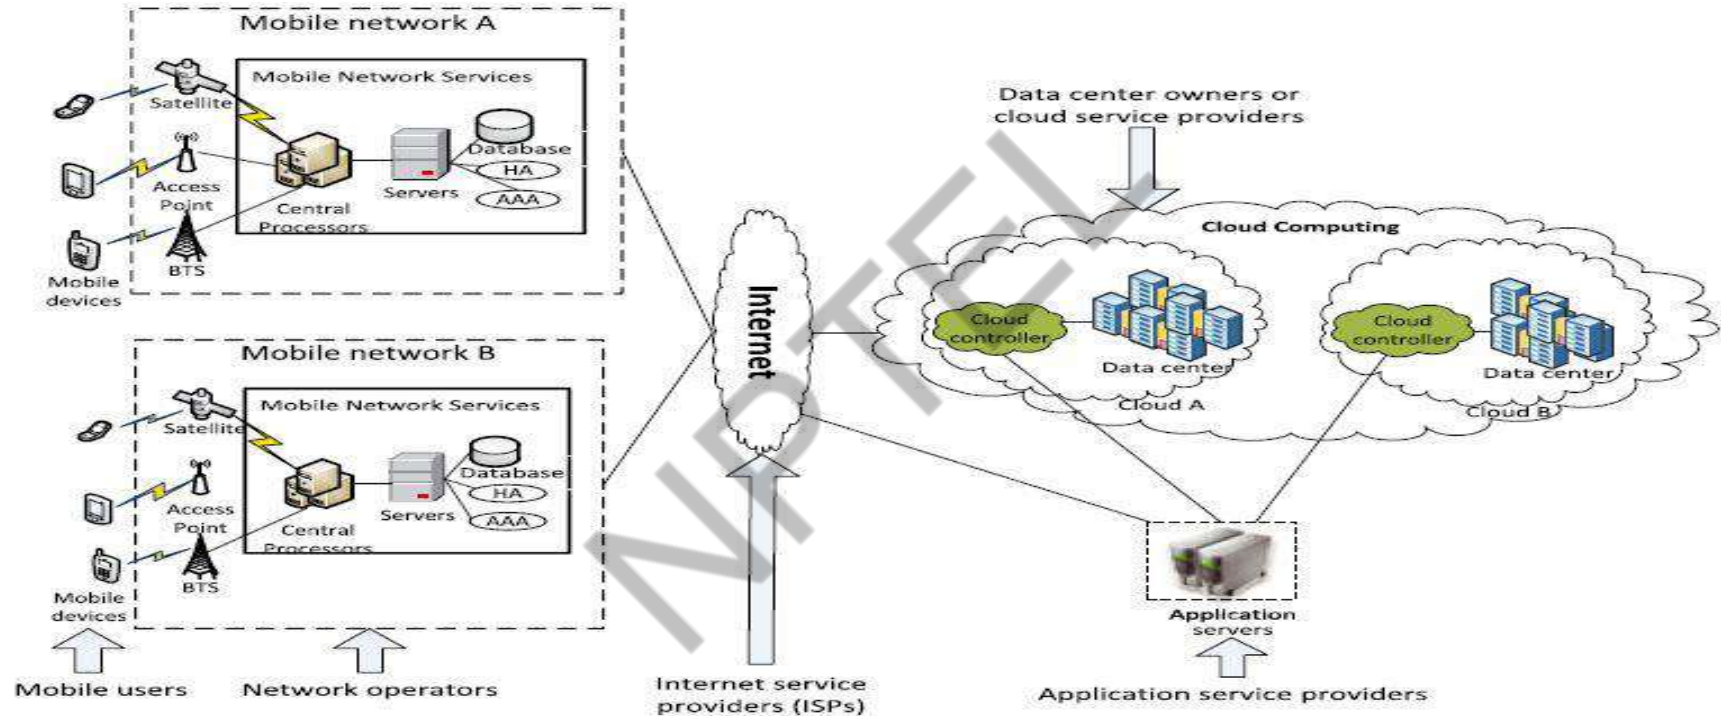 Mobile network A
Mobile Network Services
Satellite
Database
HA
AAA
Servers
Access
Point
Central
Processors
BTS
Mobile
devices
Mobile network B
Mobile Network Services
Satellite
Database
HA
AAA
Servers
Access
Point
Central
Processors
BTS
Mobile
devices
Mobile users
Network operators
Internet
Internet service
providers (ISPs)
Data center owners or
cloud service providers
Cloud Computing
Cloud
controller
Data center
Cloud A
Cloud
controller
Data center
Cloud B
Application
servers
Application service providers
NPTEL